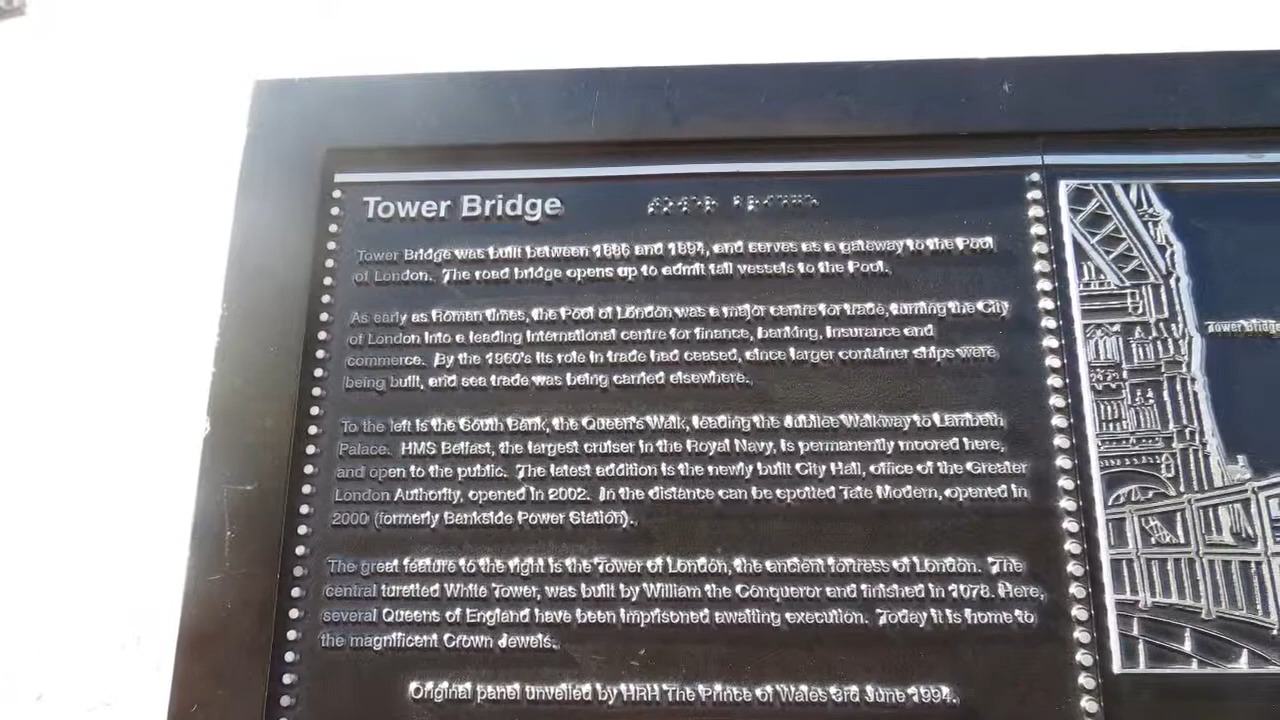 Tower Bridge
Tower Bridge was built between 1886 and 1894, and serves as a gateway to the Pool
of London. The road bridge opens up to admit tall vessels to the Pool.
As early as Roman times, the Pool of London was a major centre for trade, turning the City
of London into a leading international centre for finance, banking, insurance and
commerce. By the 1960's its role in trade had ceased, since larger container ships were
being built, and sea trade was being carried elsewhere.
To the left is the South Bank, the Queen's Walk, leading the Jubilee Walkway to Lambeth
Palace. HMS Belfast, the largest cruiser in the Royal Navy, is permanently moored here,
and open to the public. The latest addition is the newly built City Hall, office of the Greater
London Authority, opened in 2002. In the distance can be spotted Tate Modern, opened in
2000 (formerly Bankside Power Station).
The great feature to the right is the Tower of London, the ancient fortress of London. The
central turetted White Tower, was built by William the Conqueror and finished in 1078. Here,
several Queens of England have been imprisoned awaiting execution. Today it is home to
the magnificent Crown Jewels.
Original panel unveiled by HRH The Prince of Wales 3rd June 1994.
Tower Bridge